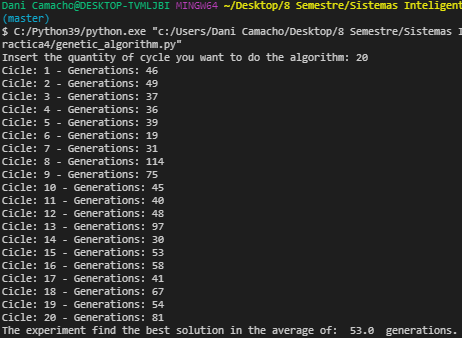 Dani Camacho@DESKTOP-TVMLJBI MINGW64 ~/Desktop/8 Semestre/Sistemas Inteligent
(master)
$ C:/Python39/python.exe "c:/Users/Dani Camacho/Desktop/8 Semestre/Sistemas I
ractica4/genetic_algorithm.py"
Insert the quantity of cycle you want to do the algorithm: 20
Cicle: 1 - Generations: 46
Cicle: 2 - Generations: 49
Cicle: 3 - Generations: 37
Cicle: 4 - Generations: 36
Cicle: 5 - Generations: 39
Cicle: 6 - Generations: 19
Cicle: 7 - Generations: 31
Cicle: 8 - Generations: 114
Cicle: 9 - Generations: 75
Cicle: 10 - Generations: 45
Cicle: 11 - Generations: 40
Cicle: 12 - Generations: 48
Cicle: 13 - Generations: 97
Cicle: 14 - Generations: 30
Cicle: 15 - Generations: 53
Cicle: 16 - Generations: 58
Cicle: 17 - Generations: 41
Cicle: 18 - Generations: 67
Cicle: 19 - Generations: 54
Cicle: 20 - Generations: 81
The experiment find the best solution in the average of:  53.0  generations.